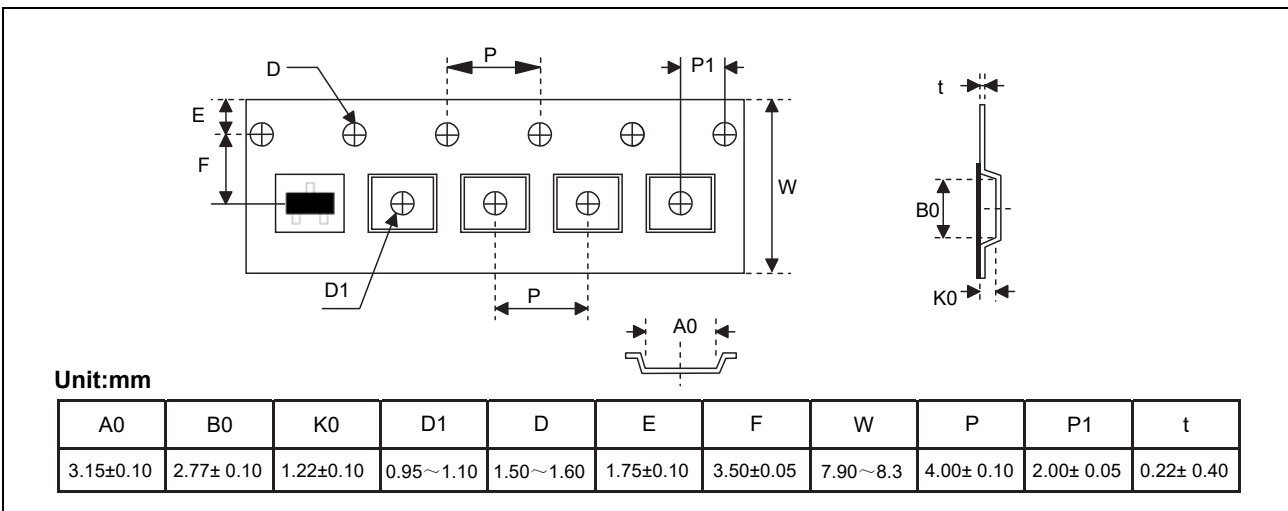 P
P1
D
t
E
F
W
B0
D1
P
K0
A0
Unit:mm
A0 B0 K0 D1 D E F W P P1 t
3.15±0.10 2.77± 0.10 1.22±0.10 0.95～1.10 1.50～1.60 1.75±0.10 3.50±0.05 7.90～8.3 4.00± 0.10 2.00± 0.05 0.22± 0.40